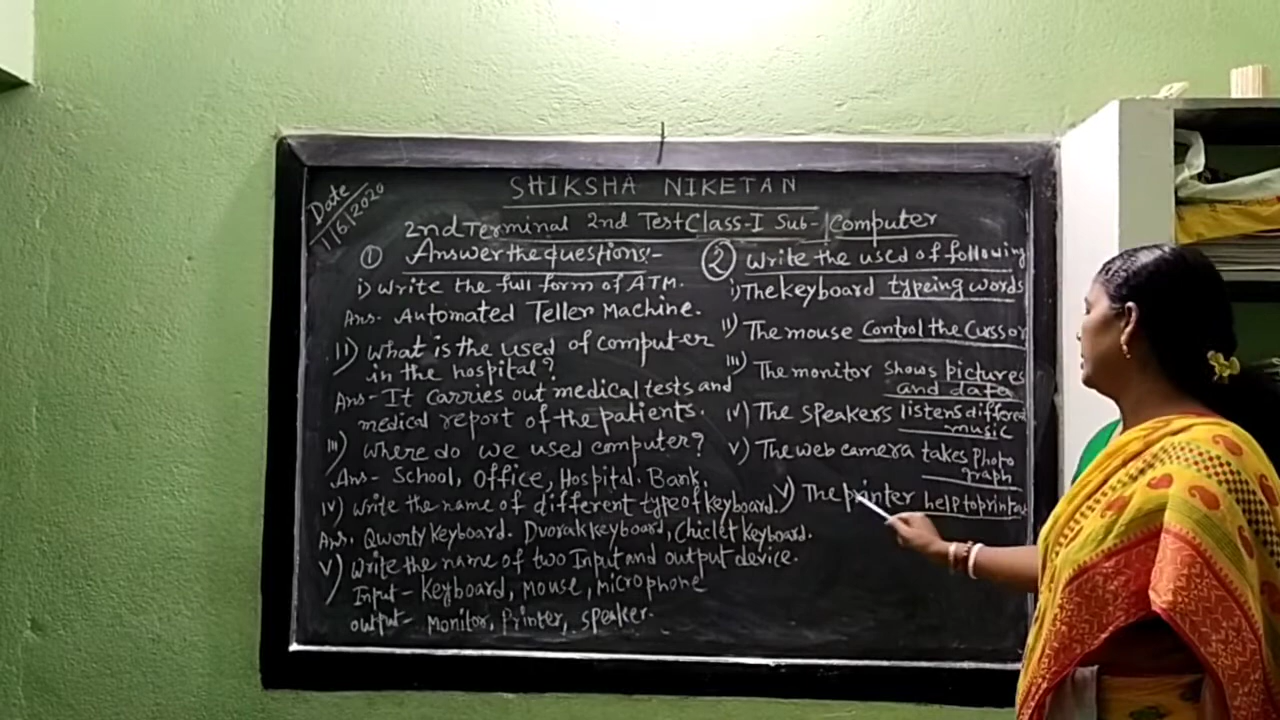 Date
1/6/2020
SHIKSHA NIKETAN
2nd Terminal 2nd Test Class-I Sub- Computer
① Answer the questions:-
i) Write the full form of ATM.
Ans. Automated Teller Machine.
ii) What is the used of computer
in the hospital?
Ans- It carries out medical tests and
medical report of the patients.
iii) Where do we used computer?
Ans- School, Office, Hospital. Bank.
iv) Write the name of different type of keyboard.
Ans. Qwerty keyboard. Dvorak keyboard, Chiclet keyboard.
v) Write the name of two Input and output device.
Input - Keyboard, mouse, microphone
output- Monitor, Printer, speaker.
② Write the used of following
i) The keyboard typeing words
ii) The mouse Control the Cussor
iii) The monitor shows pictures
and data
iv) The speakers listens
music
v) The web camera takes Photo
graph
v) The printer help to